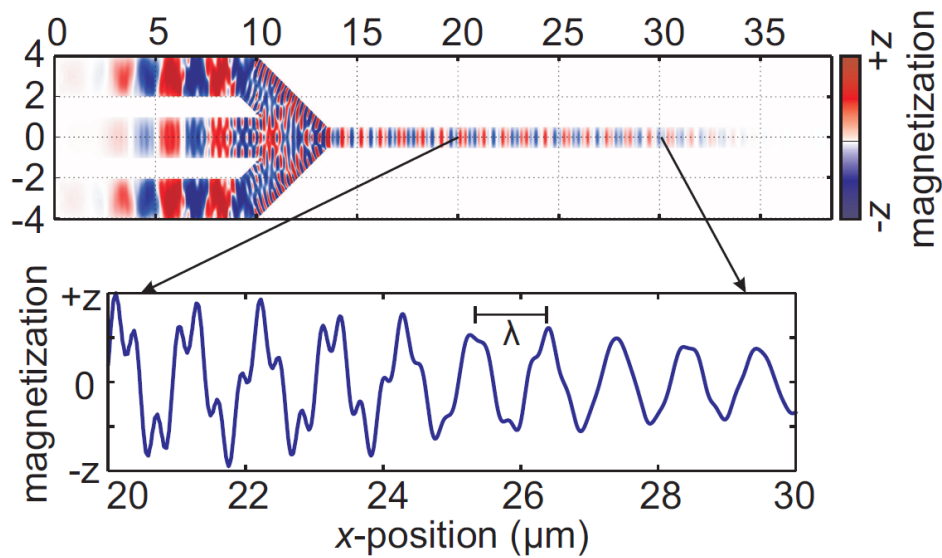 0 5 10 15 20 25 30 35
4
2
0
-2
-4
+z
-z
magnetization
magnetization
+z
0
-z
λ
20 22 24 26 28 30
x-position (µm)